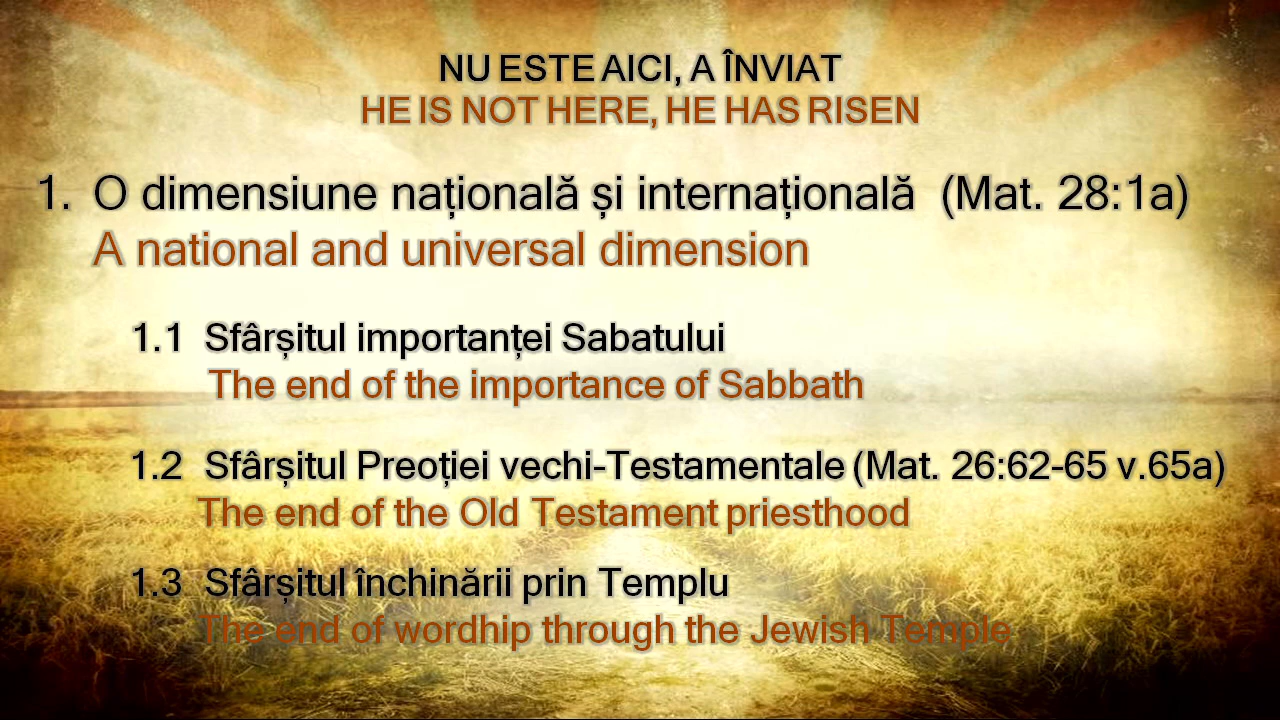 NU ESTE AICI, A ÎNVIAT
HE IS NOT HERE, HE HAS RISEN
1. O dimensiune națională și internațională (Mat. 28:1a)
A national and universal dimension
1.1 Sfârșitul importanței Sabatului
The end of the importance of Sabbath
1.2 Sfârșitul Preoției vechi-Testamentale (Mat. 26:62-65 v.65a)
The end of the Old Testament priesthood
1.3 Sfârșitul închinării prin Templu
The end of wordhip through the Jewish Temple